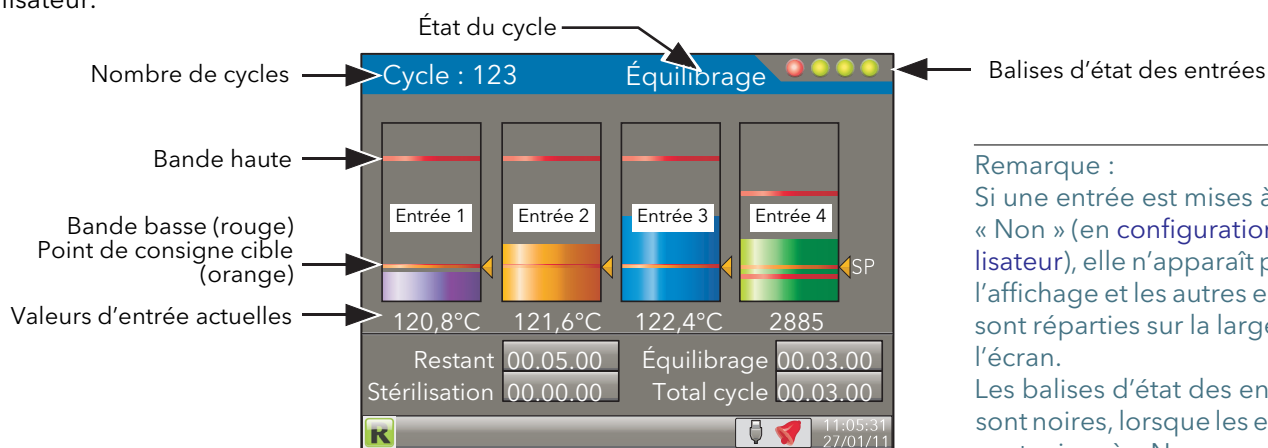 lisateur.
État du cycle
Nombre de cycles
Cycle : 123 Équilibrage
Balises d'état des entrées
Bande haute
Bande basse (rouge)
Point de consigne cible
(orange)
Valeurs d'entrée actuelles
Entrée 1 Entrée 2 Entrée 3 Entrée 4
SP
120,8°C 121,6°C 122,4°C 2885
Restant 00.05.00 Équilibrage 00.03.00
Stérilisation 00.00.00 Total cycle 00.03.00
R
11:05:31
27/01/11
Remarque :
Si une entrée est mises à
« Non » (en configuration
lisateur), elle n'apparaît
l'affichage et les autres
sont réparties sur la
l'écran.
Les balises d'état des
sont noires, lorsque les